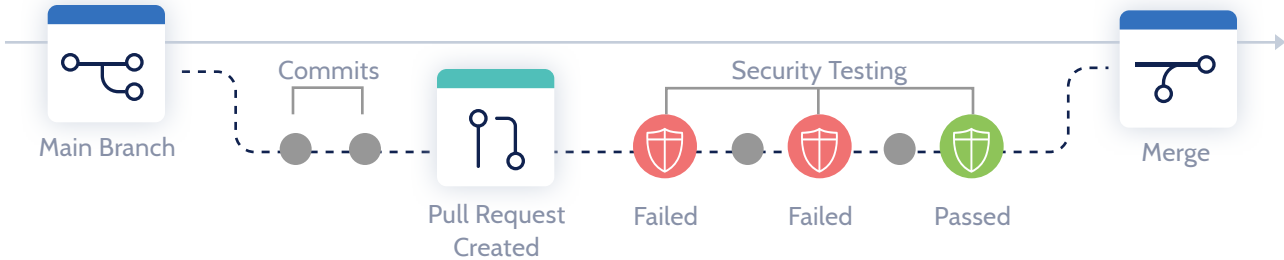 Main Branch
Commits
Pull Request
Created
Security Testing
Failed
Failed
Passed
Merge